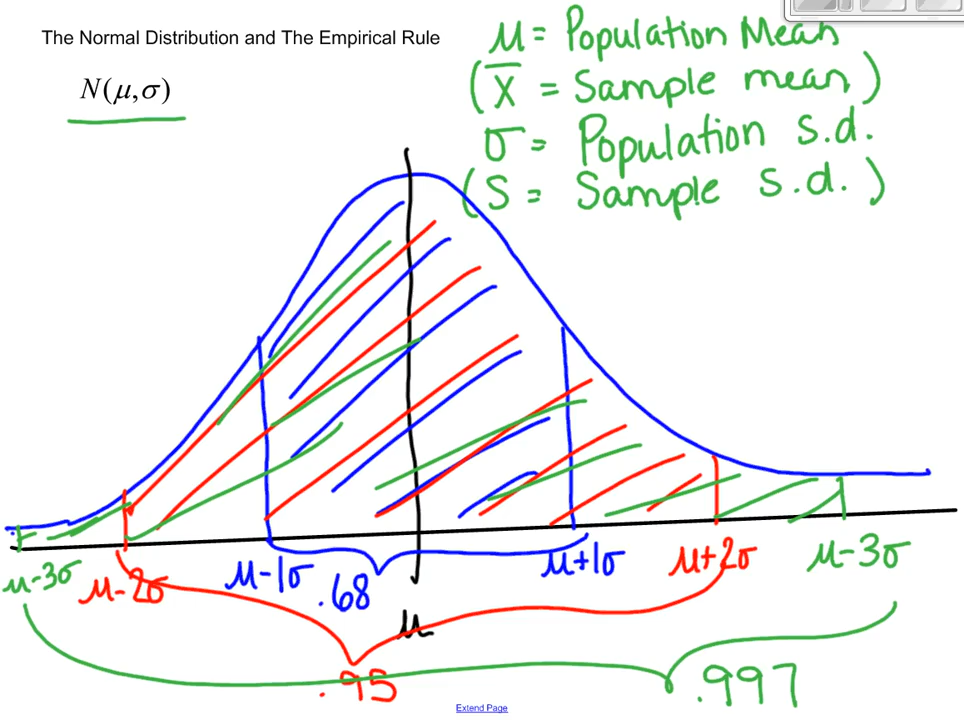 The Normal Distribution and The Empirical Rule
N(μ,σ)
μ = Population Mean
(x̄ = Sample mean)
σ = Population s.d.
(S = Sample s.d.)
μ-3σ μ-2σ μ-1σ μ+1σ μ+2σ μ-3σ
.68
μ
.95
.997
Extend Page